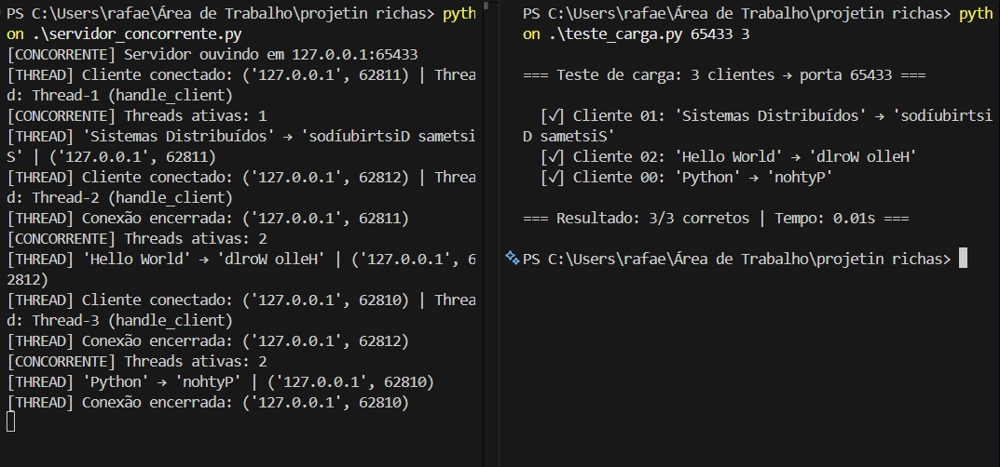 PS C:\Users\rafae\Área de Trabalho\projetin richas> pyth
on .\servidor_concorrente.py
[CONCORRENTE] Servidor ouvindo em 127.0.0.1:65433
[THREAD] Cliente conectado: ('127.0.0.1', 62811) | Threa
d: Thread-1 (handle_client)
[CONCORRENTE] Threads ativas: 1
[THREAD] 'Sistemas Distribuídos' → 'sodíubirtsiD sametsi
S' | ('127.0.0.1', 62811)
[THREAD] Cliente conectado: ('127.0.0.1', 62812) | Threa
d: Thread-2 (handle_client)
[THREAD] Conexão encerrada: ('127.0.0.1', 62811)
[CONCORRENTE] Threads ativas: 2
[THREAD] 'Hello World' → 'dlroW olleH' | ('127.0.0.1', 6
2812)
[THREAD] Cliente conectado: ('127.0.0.1', 62810) | Threa
d: Thread-3 (handle_client)
[THREAD] Conexão encerrada: ('127.0.0.1', 62812)
[CONCORRENTE] Threads ativas: 2
[THREAD] 'Python' → 'nohtyP' | ('127.0.0.1', 62810)
[THREAD] Conexão encerrada: ('127.0.0.1', 62810)
PS C:\Users\rafae\Área de Trabalho\projetin richas> pyth
on .\teste_carga.py 65433 3
=== Teste de carga: 3 clientes → porta 65433 ===
[✓] Cliente 01: 'Sistemas Distribuídos' → 'sodíubirtsi
D sametsiS'
[✓] Cliente 02: 'Hello World' → 'dlroW olleH'
[✓] Cliente 00: 'Python' → 'nohtyP'
=== Resultado: 3/3 corretos | Tempo: 0.01s ===
PS C:\Users\rafae\Área de Trabalho\projetin richas>